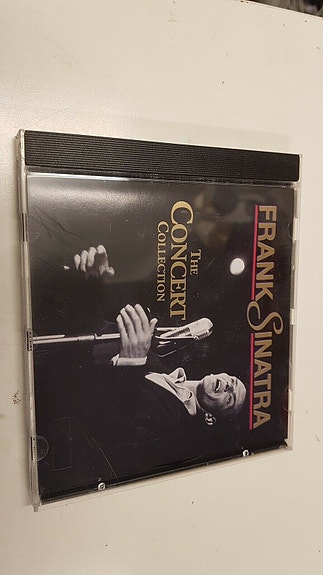 FRANK SINATRA
THE
CONCERT
COLLECTION